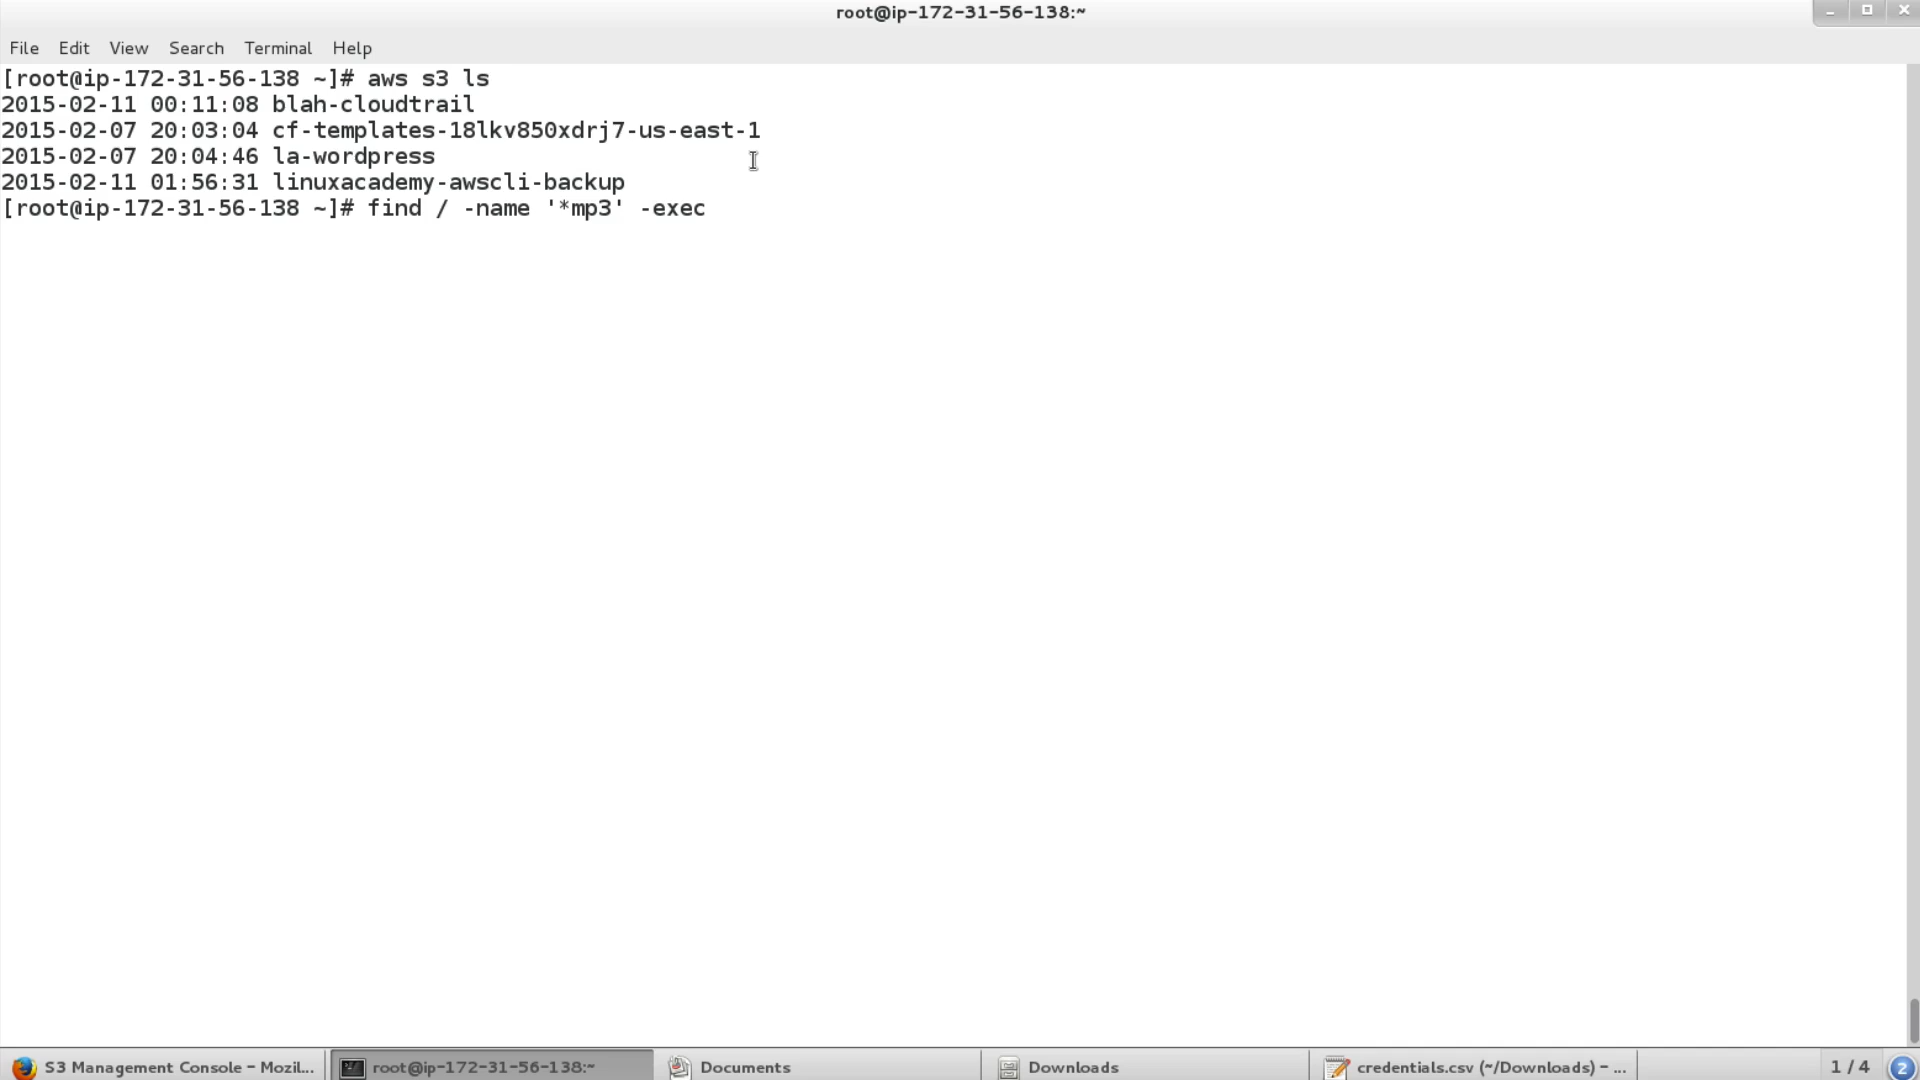 root@ip-172-31-56-138:~
File Edit View Search Terminal Help
[root@ip-172-31-56-138 ~]# aws s3 ls
2015-02-11 00:11:08 blah-cloudtrail
2015-02-07 20:03:04 cf-templates-18lkv850xdrj7-us-east-1
2015-02-07 20:04:46 la-wordpress
2015-02-11 01:56:31 linuxacademy-awscli-backup
[root@ip-172-31-56-138 ~]# find / -name '*mp3' -exec
S3 Management Console - Mozil... root@ip-172-31-56-138:~ Documents Downloads credentials.csv (~/Downloads) - ... 1 / 4 2